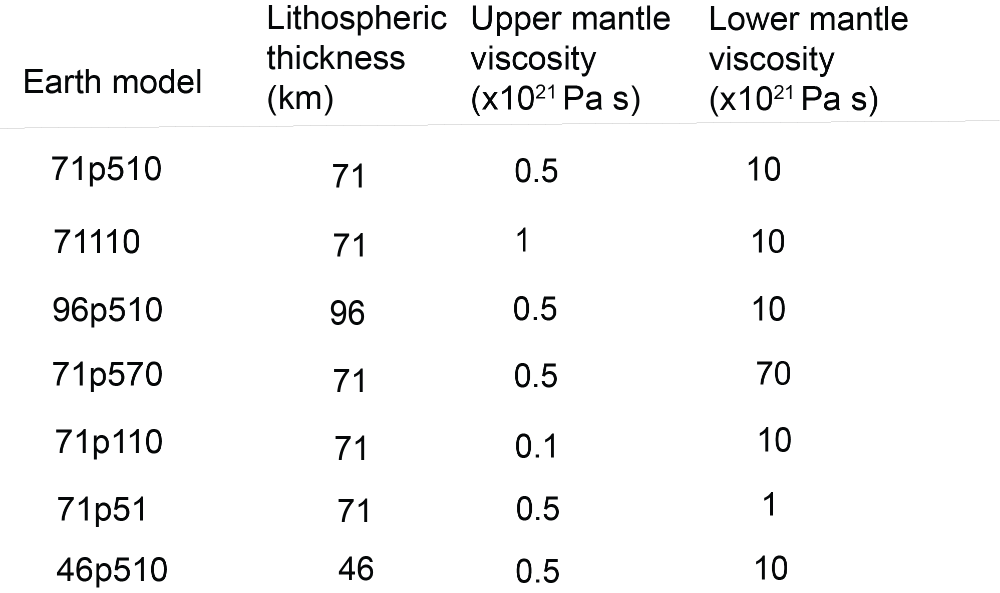 Earth model Lithospheric thickness (km) Upper mantle viscosity (x10²¹ Pa s) Lower mantle viscosity (x10²¹ Pa s)
71p510 71 0.5 10
71110 71 1 10
96p510 96 0.5 10
71p570 71 0.5 70
71p110 71 0.1 10
71p51 71 0.5 1
46p510 46 0.5 10